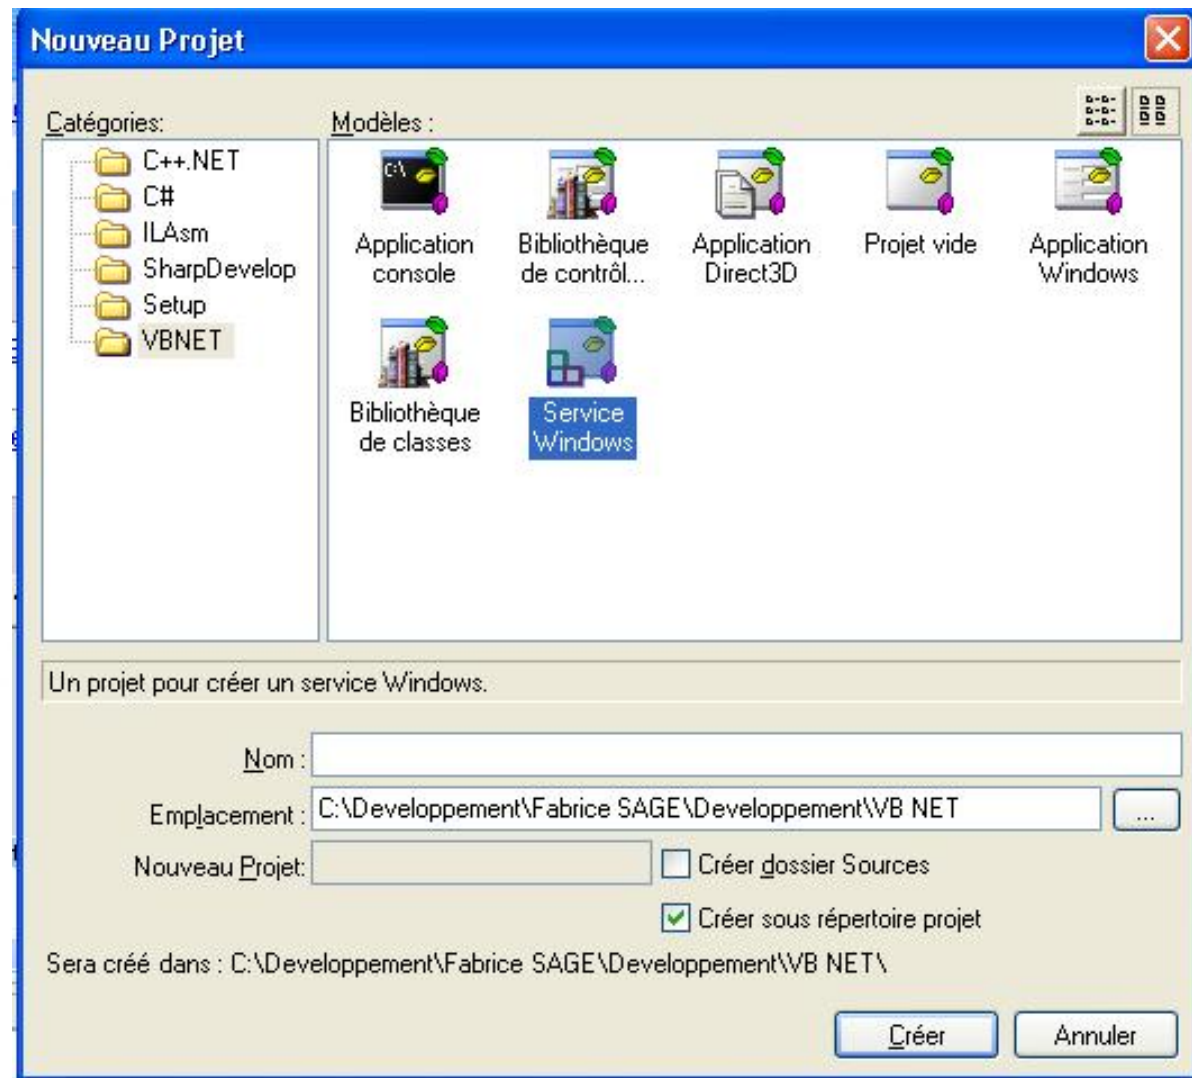 Nouveau Projet
Catégories:
Modèles :
C++.NET
C#
ILAsm
SharpDevelop
Setup
VBNET
C:\
Application
console
Bibliothèque
de contrôl...
Application
Direct3D
Projet vide
Application
Windows
Bibliothèque
de classes
Service
Windows
Un projet pour créer un service Windows.
Nom :
Emplacement : C:\Developpement\Fabrice SAGE\Developpement\VB NET ...
Nouveau Projet: Créer dossier Sources
Créer sous répertoire projet
Sera créé dans : C:\Developpement\Fabrice SAGE\Developpement\VB NET\
Créer Annuler